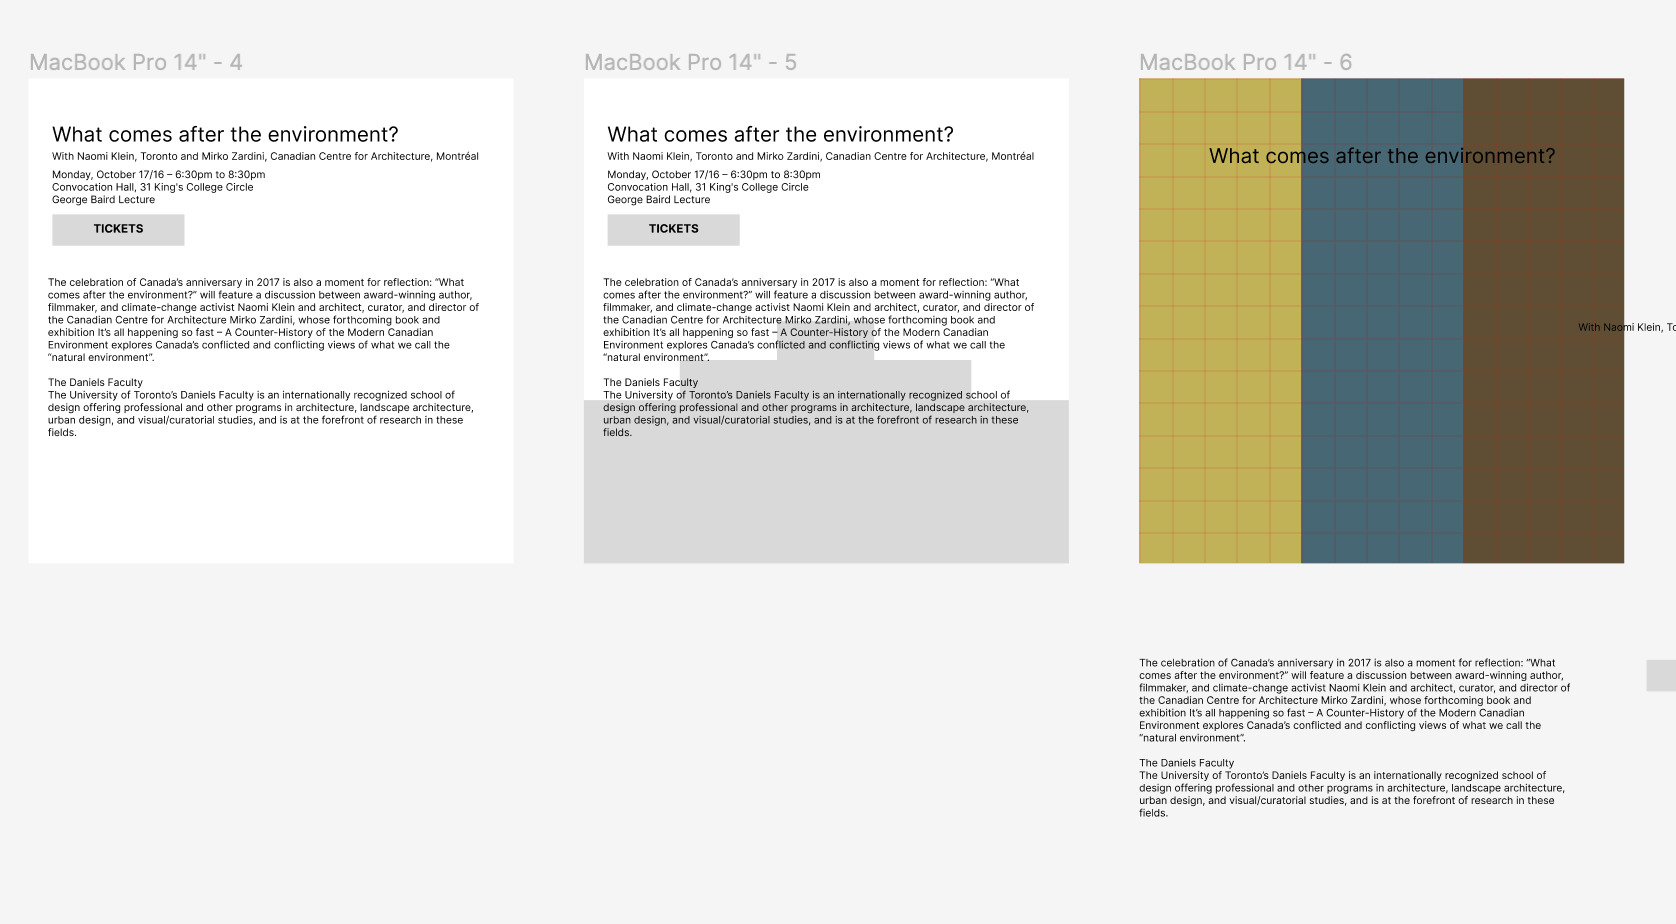 MacBook Pro 14" - 4
What comes after the environment?
With Naomi Klein, Toronto and Mirko Zardini, Canadian Centre for Architecture, Montréal
Monday, October 17/16 – 6:30pm to 8:30pm
Convocation Hall, 31 King's College Circle
George Baird Lecture
TICKETS
The celebration of Canada’s anniversary in 2017 is also a moment for reflection: “What
comes after the environment?” will feature a discussion between award-winning author,
filmmaker, and climate-change activist Naomi Klein and architect, curator, and director of
the Canadian Centre for Architecture Mirko Zardini, whose forthcoming book and
exhibition It’s all happening so fast – A Counter-History of the Modern Canadian
Environment explores Canada’s conflicted and conflicting views of what we call the
“natural environment”.
The Daniels Faculty
The University of Toronto’s Daniels Faculty is an internationally recognized school of
design offering professional and other programs in architecture, landscape architecture,
urban design, and visual/curatorial studies, and is at the forefront of research in these
fields.
MacBook Pro 14" - 5
What comes after the environment?
With Naomi Klein, Toronto and Mirko Zardini, Canadian Centre for Architecture, Montréal
Monday, October 17/16 – 6:30pm to 8:30pm
Convocation Hall, 31 King's College Circle
George Baird Lecture
TICKETS
The celebration of Canada’s anniversary in 2017 is also a moment for reflection: “What
comes after the environment?” will feature a discussion between award-winning author,
filmmaker, and climate-change activist Naomi Klein and architect, curator, and director of
the Canadian Centre for Architecture Mirko Zardini, whose forthcoming book and
exhibition It’s all happening so fast – A Counter-History of the Modern Canadian
Environment explores Canada’s conflicted and conflicting views of what we call the
“natural environment”.
The Daniels Faculty
The University of Toronto’s Daniels Faculty is an internationally recognized school of
design offering professional and other programs in architecture, landscape architecture,
urban design, and visual/curatorial studies, and is at the forefront of research in these
fields.
MacBook Pro 14" - 6
What comes after the environment?
With Naomi Klein,
The celebration of Canada’s anniversary in 2017 is also a moment for reflection: “What
comes after the environment?” will feature a discussion between award-winning author,
filmmaker, and climate-change activist Naomi Klein and architect, curator, and director of
the Canadian Centre for Architecture Mirko Zardini, whose forthcoming book and
exhibition It’s all happening so fast – A Counter-History of the Modern Canadian
Environment explores Canada’s conflicted and conflicting views of what we call the
“natural environment”.
The Daniels Faculty
The University of Toronto’s Daniels Faculty is an internationally recognized school of
design offering professional and other programs in architecture, landscape architecture,
urban design, and visual/curatorial studies, and is at the forefront of research in these
fields.